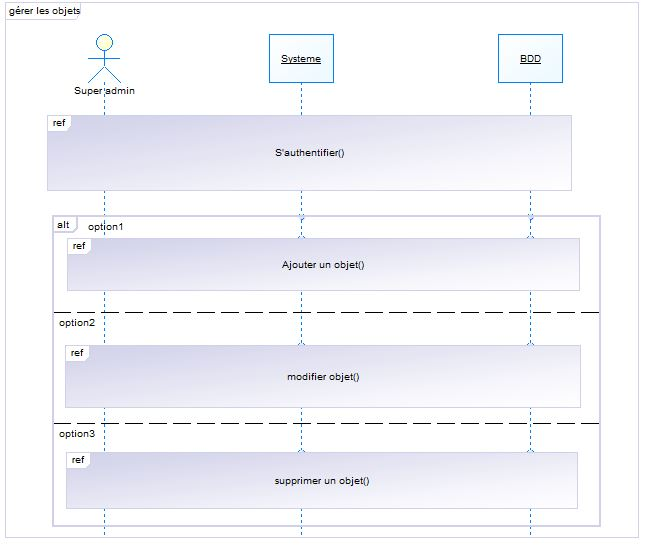 gérer les objets
Super admin
Systeme
BDD
ref
S'authentifier()
alt
option1
ref
Ajouter un objet()
option2
ref
modifier objet()
option3
ref
supprimer un objet()